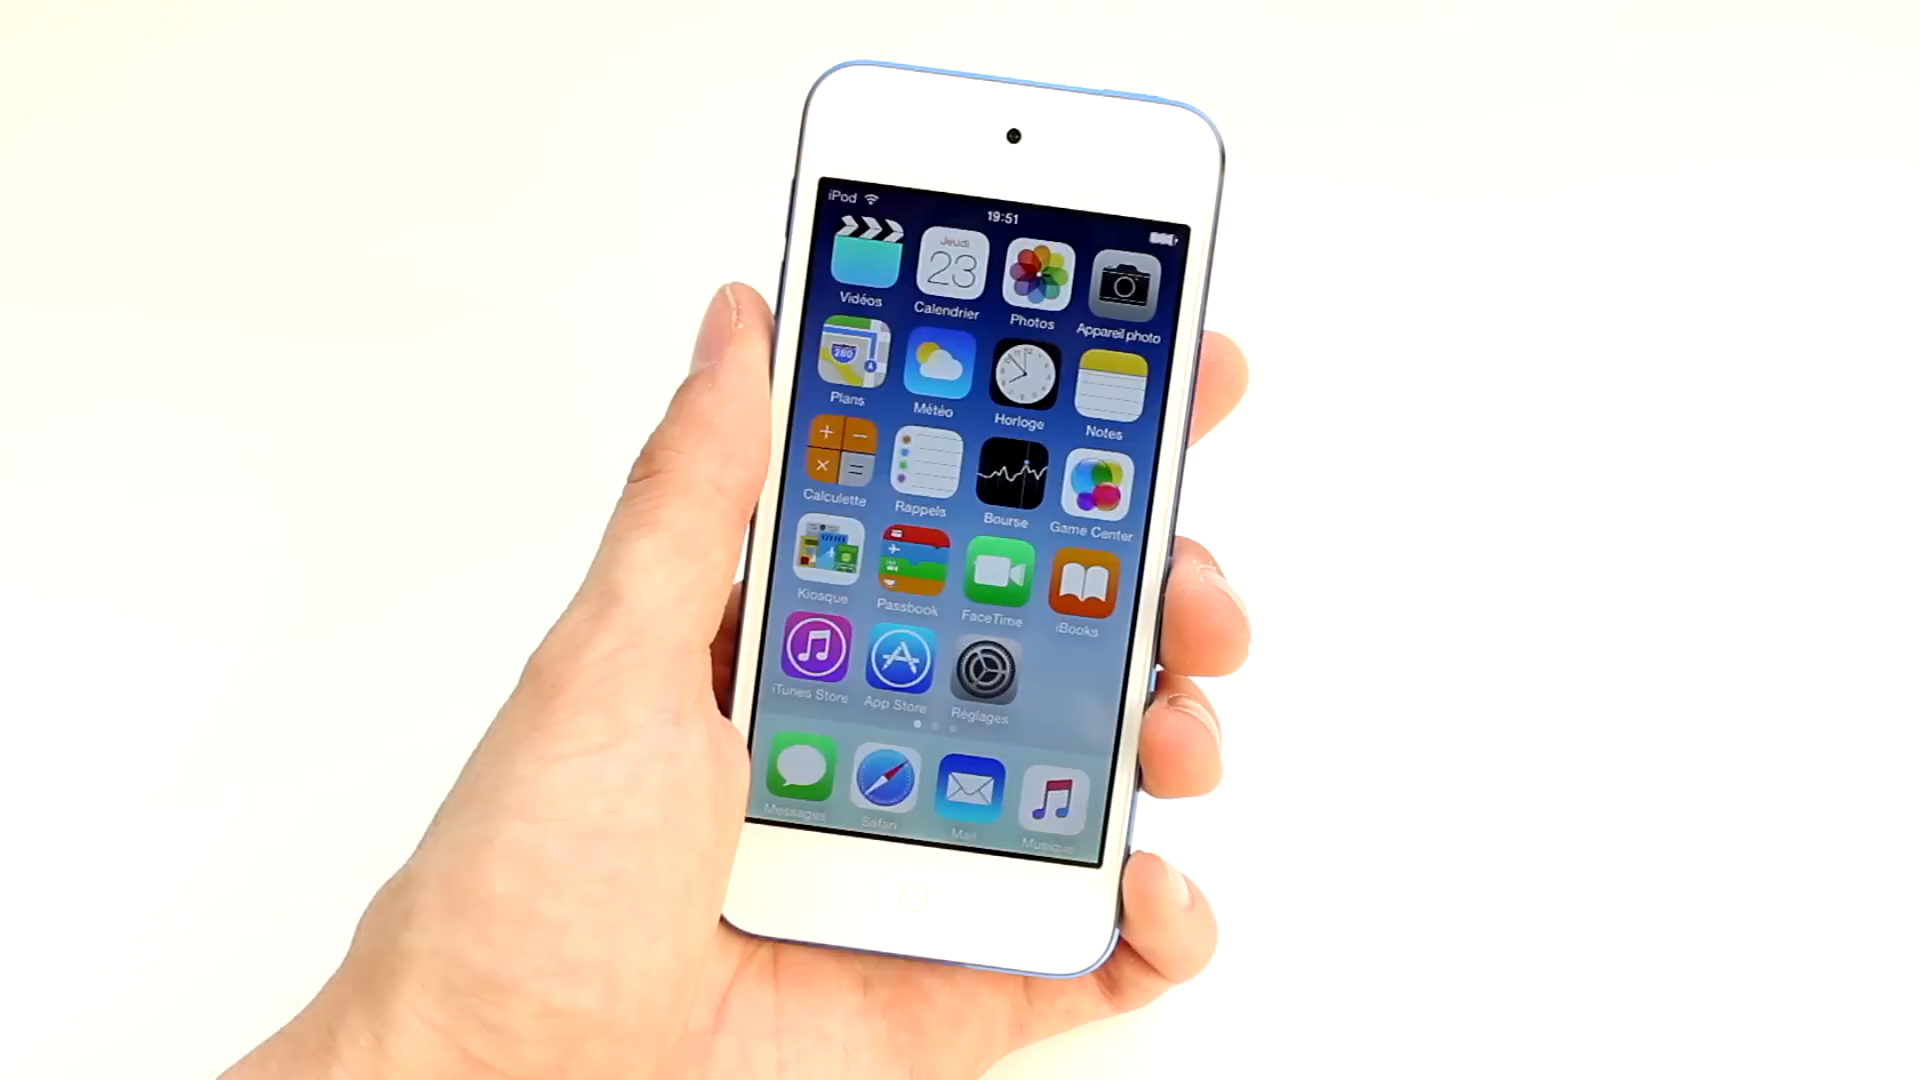 iPod
19:51
Vidéos
Jeudi
23
Calendrier
Photos
Appareil photo
280
Plans
Météo
Horloge
Notes
Calculette
Rappels
Bourse
Game Center
Kiosque
Passbook
FaceTime
iBooks
iTunes Store
App Store
Réglages
Messages
Safari
Mail
Musique